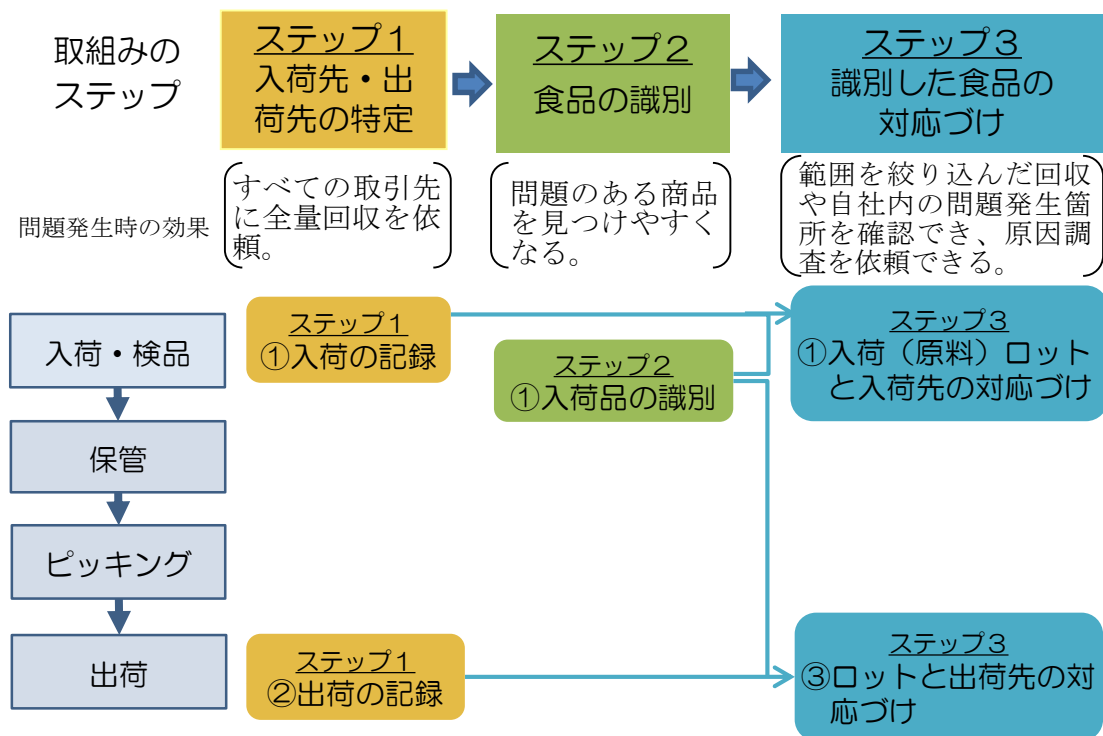 取組みの
ステップ
ステップ１
入荷先・出
荷先の特定
ステップ２
食品の識別
ステップ３
識別した食品の
対応づけ
問題発生時の効果
すべての取引先
に全量回収を依
頼。
問題のある商品
を見つけやすく
なる。
範囲を絞り込んだ回収
や自社内の問題発生箇
所を確認でき、原因調
査を依頼できる。
入荷・検品
保管
ピッキング
出荷
ステップ1
①入荷の記録
ステップ２
①入荷品の識別
ステップ３
①入荷（原料）ロット
と入荷先の対応づけ
ステップ1
②出荷の記録
ステップ３
③ロットと出荷先の対
応づけ